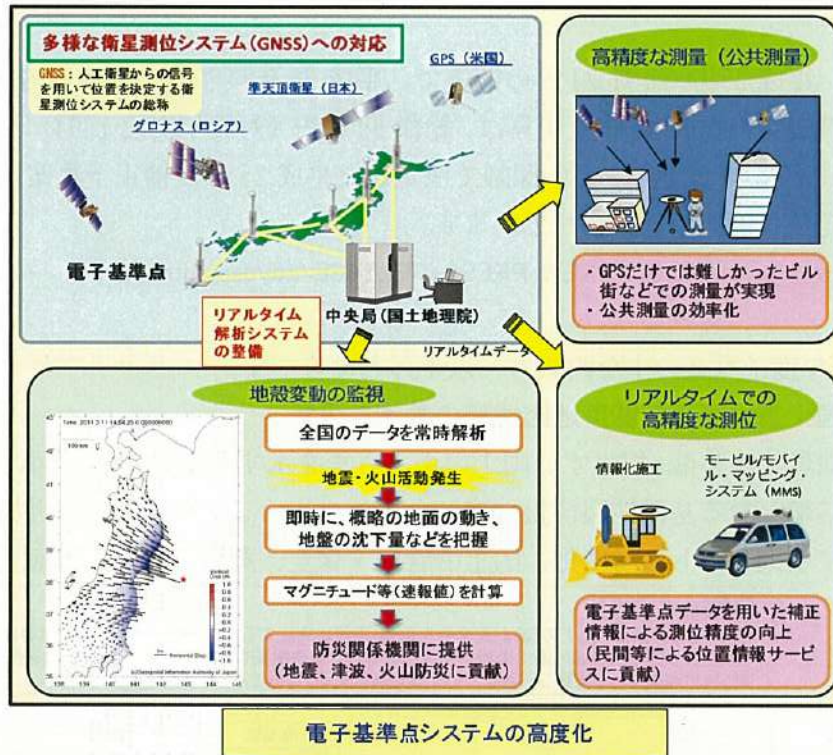 多様な衛星測位システム(GNSS)への対応
GNSS:人工衛星からの信号
を用いて位置を決定する衛
星測位システムの総称
GPS(米国)
準天頂衛星(日本)
グロナス(ロシア)
電子基準点
中央局(国土地理院)
リアルタイム
解析システム
の整備
リアルタイムデータ
高精度な測量(公共測量)
・GPSだけでは難しかったビル
街などでの測量が実現
・公共測量の効率化
地殻変動の監視
全国のデータを常時解析
地震・火山活動発生
即時に、概略の地面の動き、
地盤の沈下量などを把握
マグニチュード等(速報値)を計算
防災関係機関に提供
(地震、津波、火山防災に貢献)
リアルタイムでの
高精度な測位
情報化施工
モービル/モバイ
ル・マッピング・
システム(MMS)
電子基準点データを用いた補正
情報による測位精度の向上
(民間等による位置情報サービ
スに貢献)
電子基準点システムの高度化